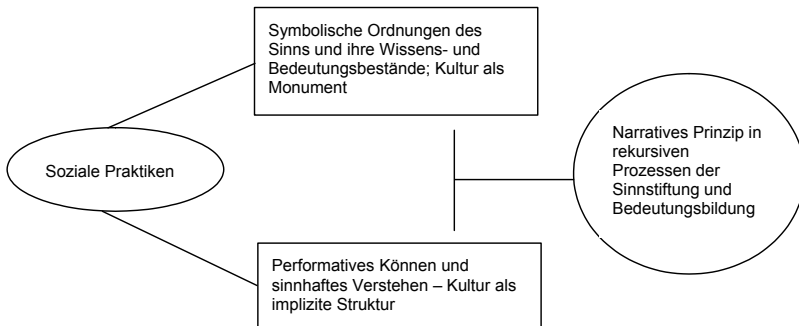 Symbolische Ordnungen des
Sinns und ihre Wissens- und
Bedeutungsbestände; Kultur als
Monument
Soziale Praktiken
Narratives Prinzip in
rekursiven
Prozessen der
Sinnstiftung und
Bedeutungsbildung
Performatives Können und
sinnhaftes Verstehen – Kultur als
implizite Struktur